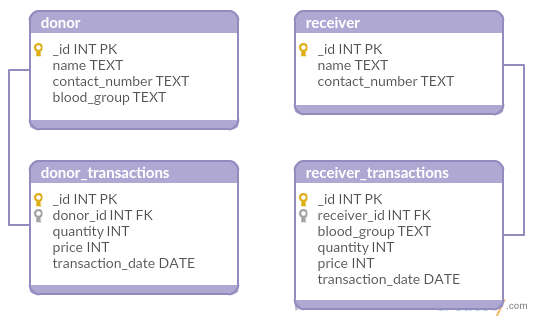 donor
_id INT PK
name TEXT
contact_number TEXT
blood_group TEXT
receiver
_id INT PK
name TEXT
contact_number TEXT
donor_transactions
_id INT PK
donor_id INT FK
quantity INT
price INT
transaction_date DATE
receiver_transactions
_id INT PK
receiver_id INT FK
blood_group TEXT
quantity INT
price INT
transaction_date DATE
.com